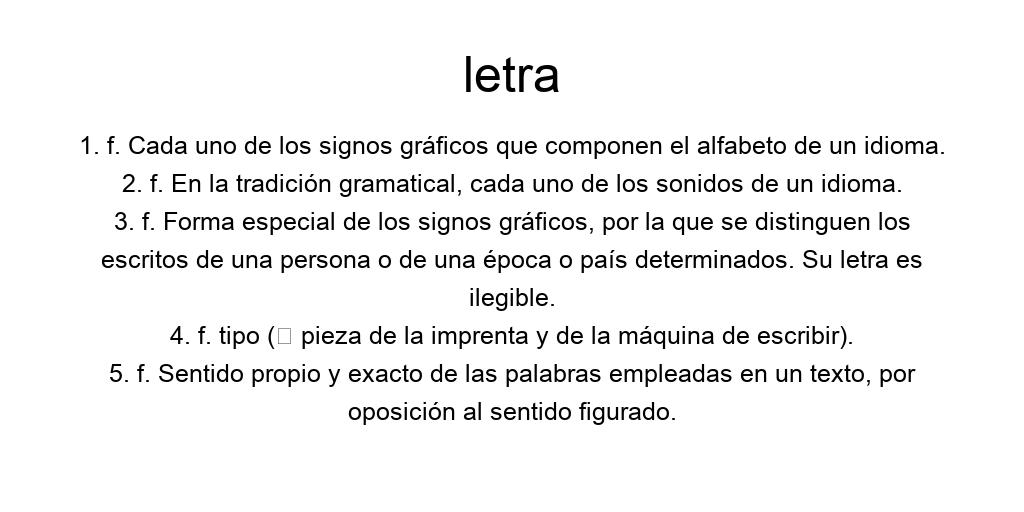 letra
1. f. Cada uno de los signos gráficos que componen el alfabeto de un idioma.
2. f. En la tradición gramatical, cada uno de los sonidos de un idioma.
3. f. Forma especial de los signos gráficos, por la que se distinguen los
escritos de una persona o de una época o país determinados. Su letra es
ilegible.
4. f. tipo (□ pieza de la imprenta y de la máquina de escribir).
5. f. Sentido propio y exacto de las palabras empleadas en un texto, por
oposición al sentido figurado.